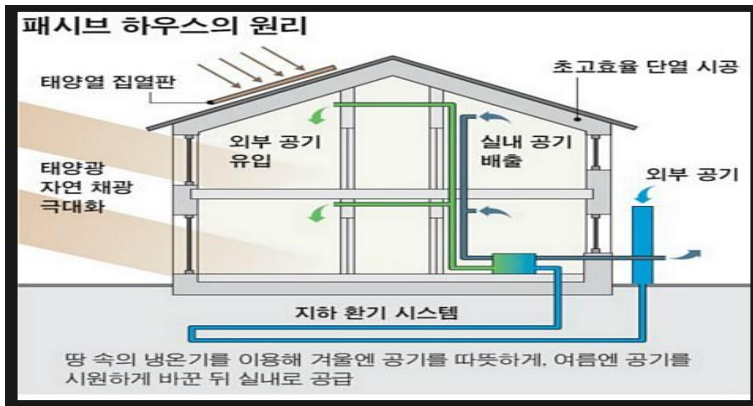 패시브 하우스의 원리
태양열 집열판
초고효율 단열 시공
외부 공기
유입
실내 공기
배출
외부 공기
태양광
자연 채광
극대화
지하 환기 시스템
땅 속의 냉온기를 이용해 겨울엔 공기를 따뜻하게. 여름엔 공기를
시원하게 바꾼 뒤 실내로 공급